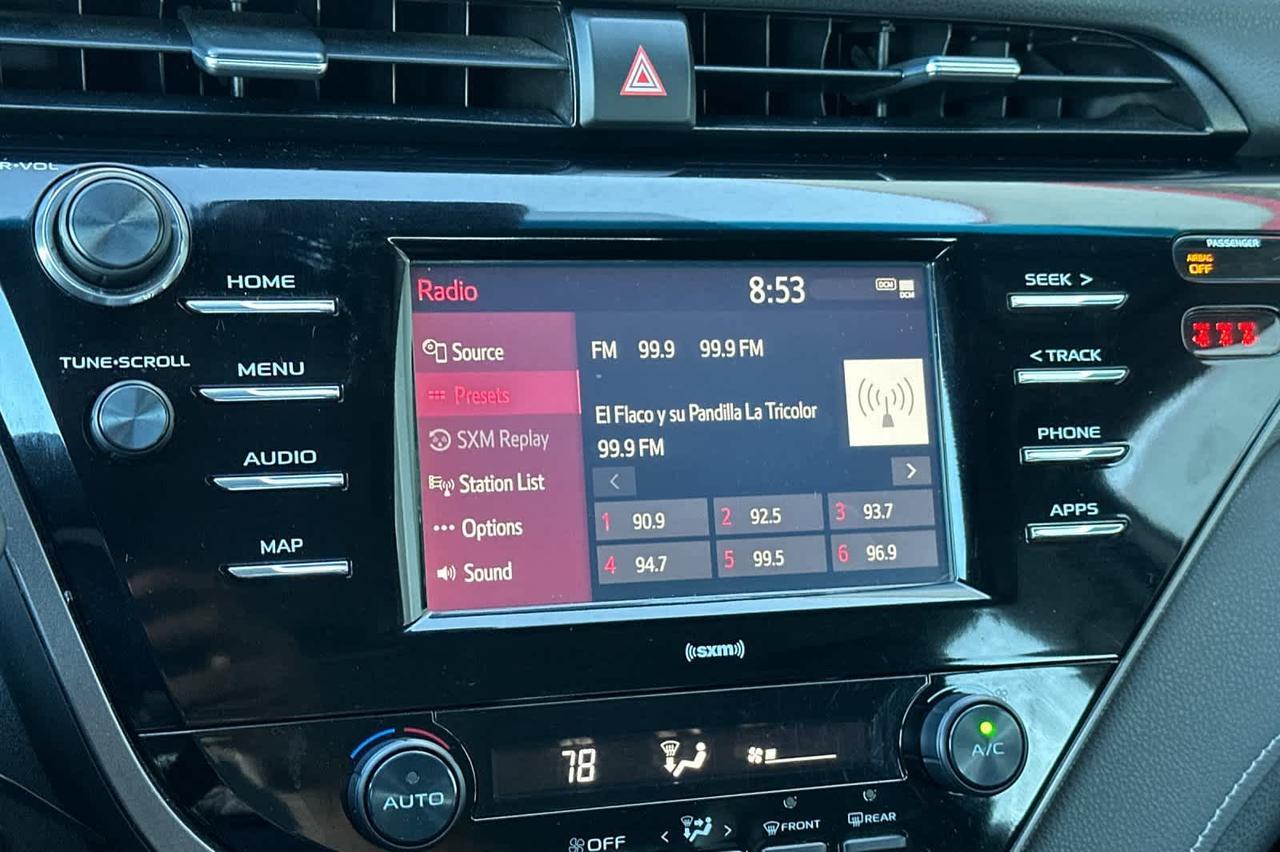 R•VOL
HOME
TUNE•SCROLL
MENU
AUDIO
MAP
Radio
8:53
DCM
DCM
Source
Presets
SXM Replay
Station List
Options
Sound
FM 99.9 99.9 FM
El Flaco y su Pandilla La Tricolor
99.9 FM
<
>
1 90.9
2 92.5
3 93.7
4 94.7
5 99.5
6 96.9
SEEK >
< TRACK
PHONE
APPS
PASSENGER
AIRBAG
OFF
((sxm))
AUTO
78
A/C
OFF
<
>
FRONT
REAR